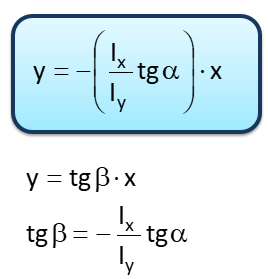 y = -(Ix/Iy tg α) · x
y = tg β · x
tg β = - Ix/Iy tg α